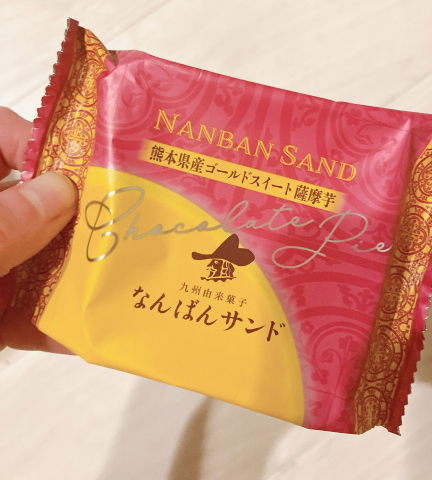 NANBAN SAND
熊本県産ゴールドスイート薩摩芋
Chocolate Pie
九州由来菓子
なんばんサンド